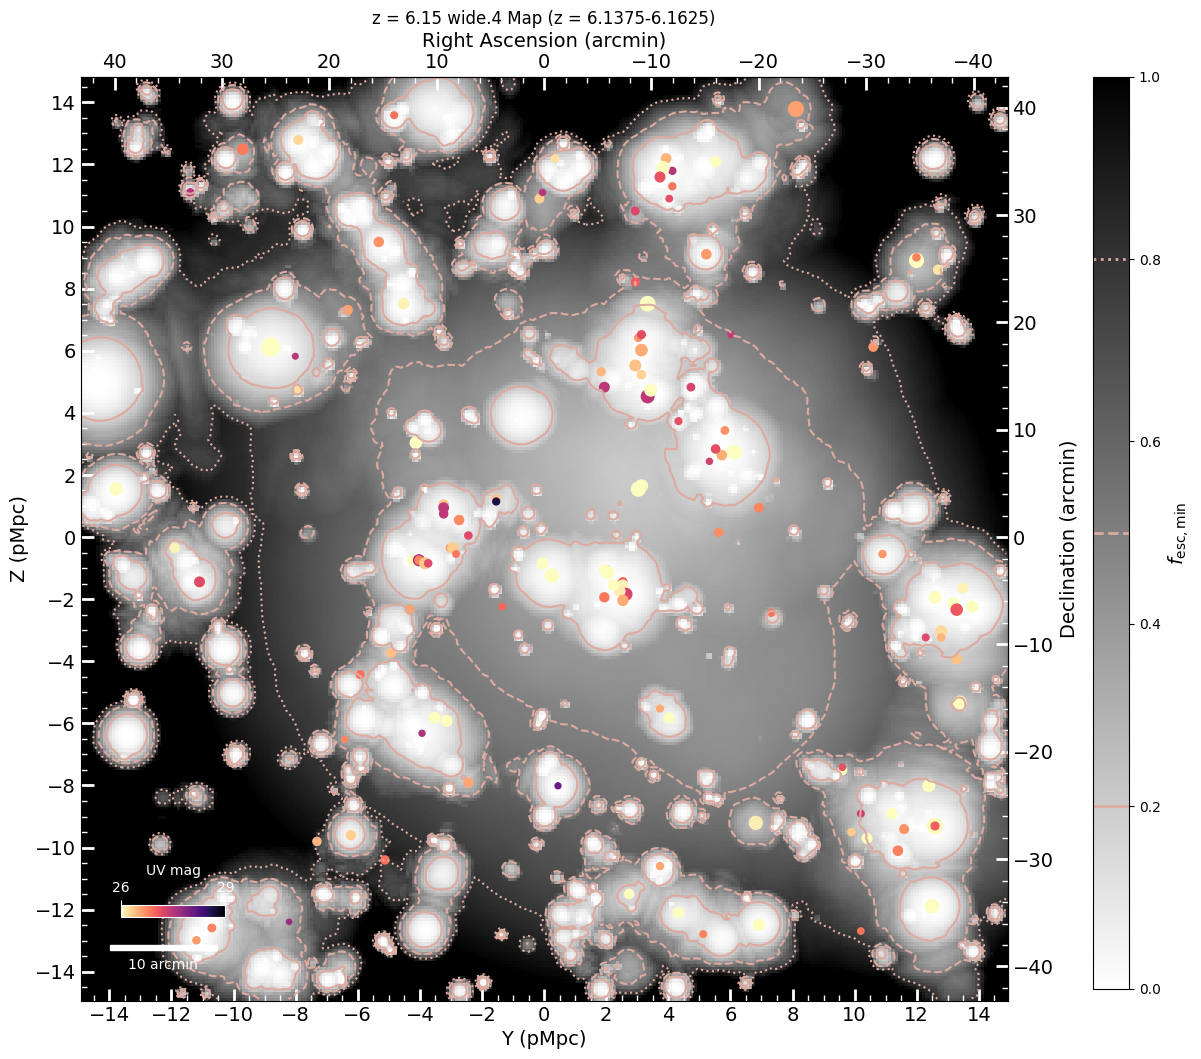 z = 6.15 wide.4 Map (z = 6.1375-6.1625)
Right Ascension (arcmin)
40 30 20 10 0 −10 −20 −30 −40
14 12 10 8 6 4 2 0 −2 −4 −6 −8 −10 −12 −14
Z (pMpc)
40 30 20 10 0 −10 −20 −30 −40
Declination (arcmin)
1.0 0.8 0.6 0.4 0.2 0.0
fesc,min
UV mag
26 29
10 arcmin
−14 −12 −10 −8 −6 −4 −2 0 2 4 6 8 10 12 14
Y (pMpc)